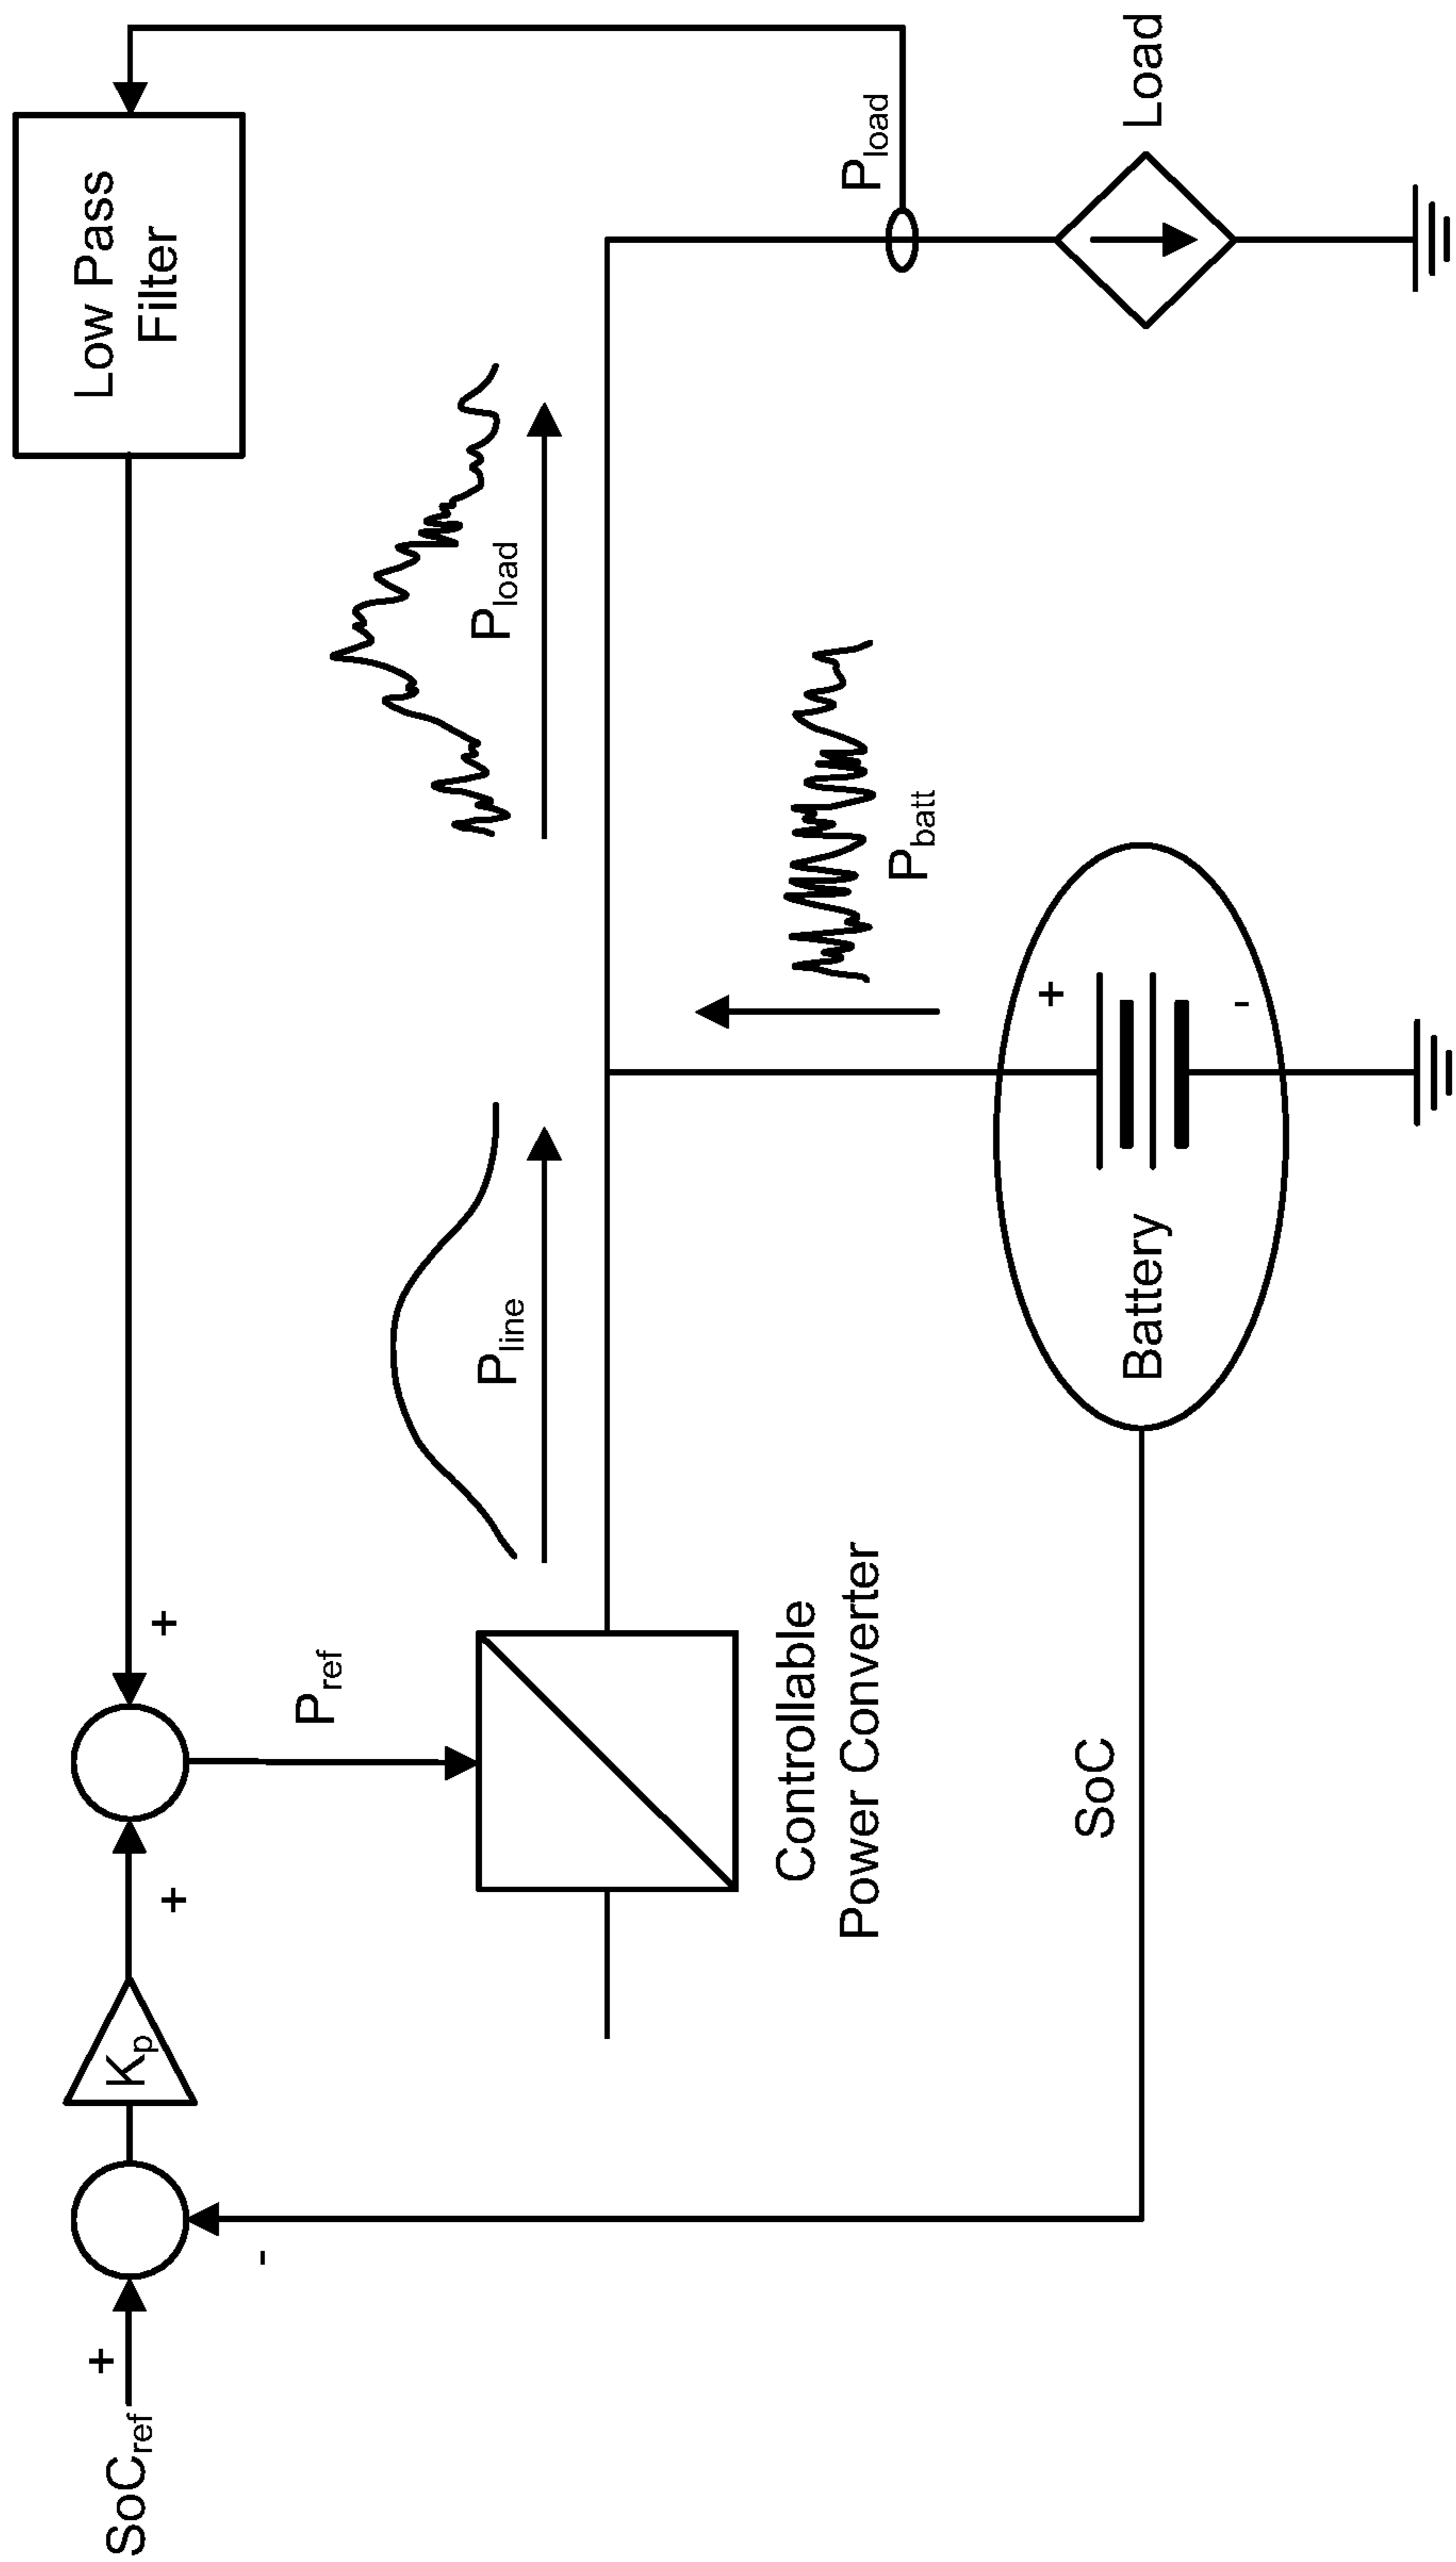 SoCref
+
-
Kp
+
+
Low Pass
Filter
Pref
Pline
Pload
Pload
Controllable
Power Converter
Pbatt
SoC
Battery
+
-
Load